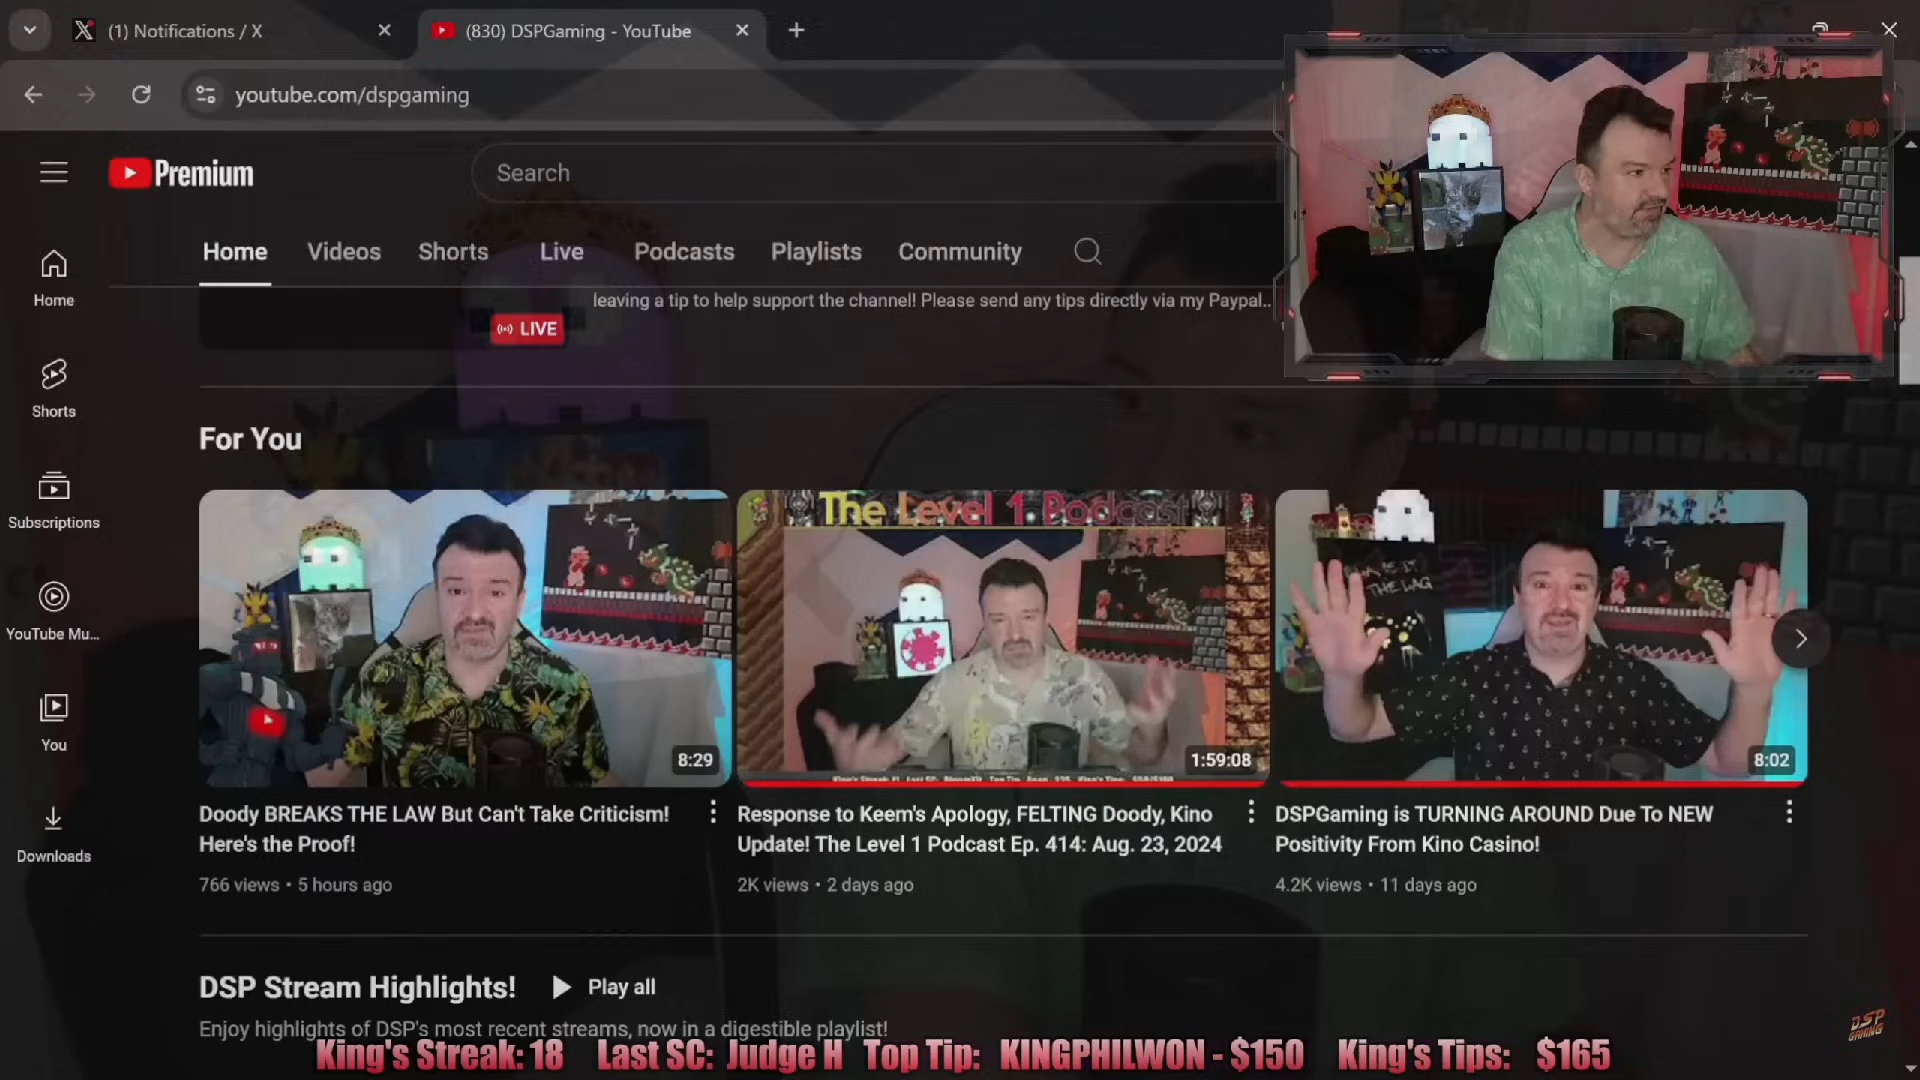 (1) Notifications / X
(830) DSPGaming - YouTube
youtube.com/dspgaming
Premium
Search
Home Videos Shorts Live Podcasts Playlists Community
leaving a tip to help support the channel! Please send any tips directly via my Paypal...
LIVE
Home
Shorts
Subscriptions
YouTube Mu...
You
Downloads
For You
The Level 1 Podcast
THE LAG
8:29
1:59:08
8:02
Doody BREAKS THE LAW But Can't Take Criticism!
Here's the Proof!
766 views • 5 hours ago
Response to Keem's Apology, FELTING Doody, Kino
Update! The Level 1 Podcast Ep. 414: Aug. 23, 2024
2K views • 2 days ago
DSPGaming is TURNING AROUND Due To NEW
Positivity From Kino Casino!
4.2K views • 11 days ago
DSP Stream Highlights!
Play all
Enjoy highlights of DSP's most recent streams, now in a digestible playlist!
DSP
GAMING
King's Streak: 18 Last SC: Judge H Top Tip: KINGPHILWON - $150 King's Tips: $165